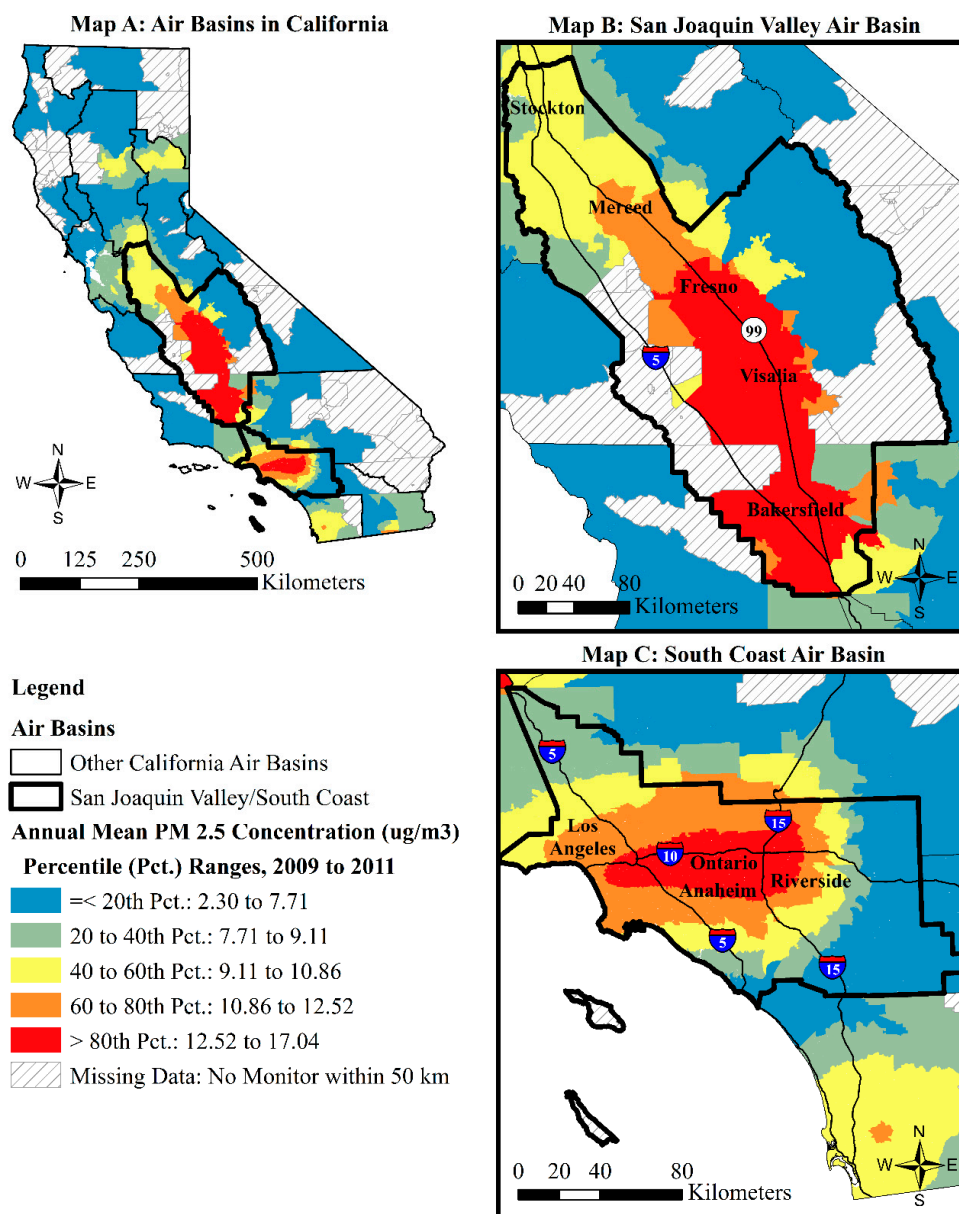 Map A: Air Basins in California
N
W E
S
0 125 250 500
Kilometers
Map B: San Joaquin Valley Air Basin
Stockton
Merced
Fresno
99
5
Visalia
Bakersfield
N
W E
S
0 20 40 80
Kilometers
Map C: South Coast Air Basin
5
15
Los
Angeles
10
Ontario
Anaheim
Riverside
5
15
N
W E
S
0 20 40 80
Kilometers
Legend
Air Basins
Other California Air Basins
San Joaquin Valley/South Coast
Annual Mean PM 2.5 Concentration (ug/m3)
Percentile (Pct.) Ranges, 2009 to 2011
=< 20th Pct.: 2.30 to 7.71
20 to 40th Pct.: 7.71 to 9.11
40 to 60th Pct.: 9.11 to 10.86
60 to 80th Pct.: 10.86 to 12.52
> 80th Pct.: 12.52 to 17.04
Missing Data: No Monitor within 50 km